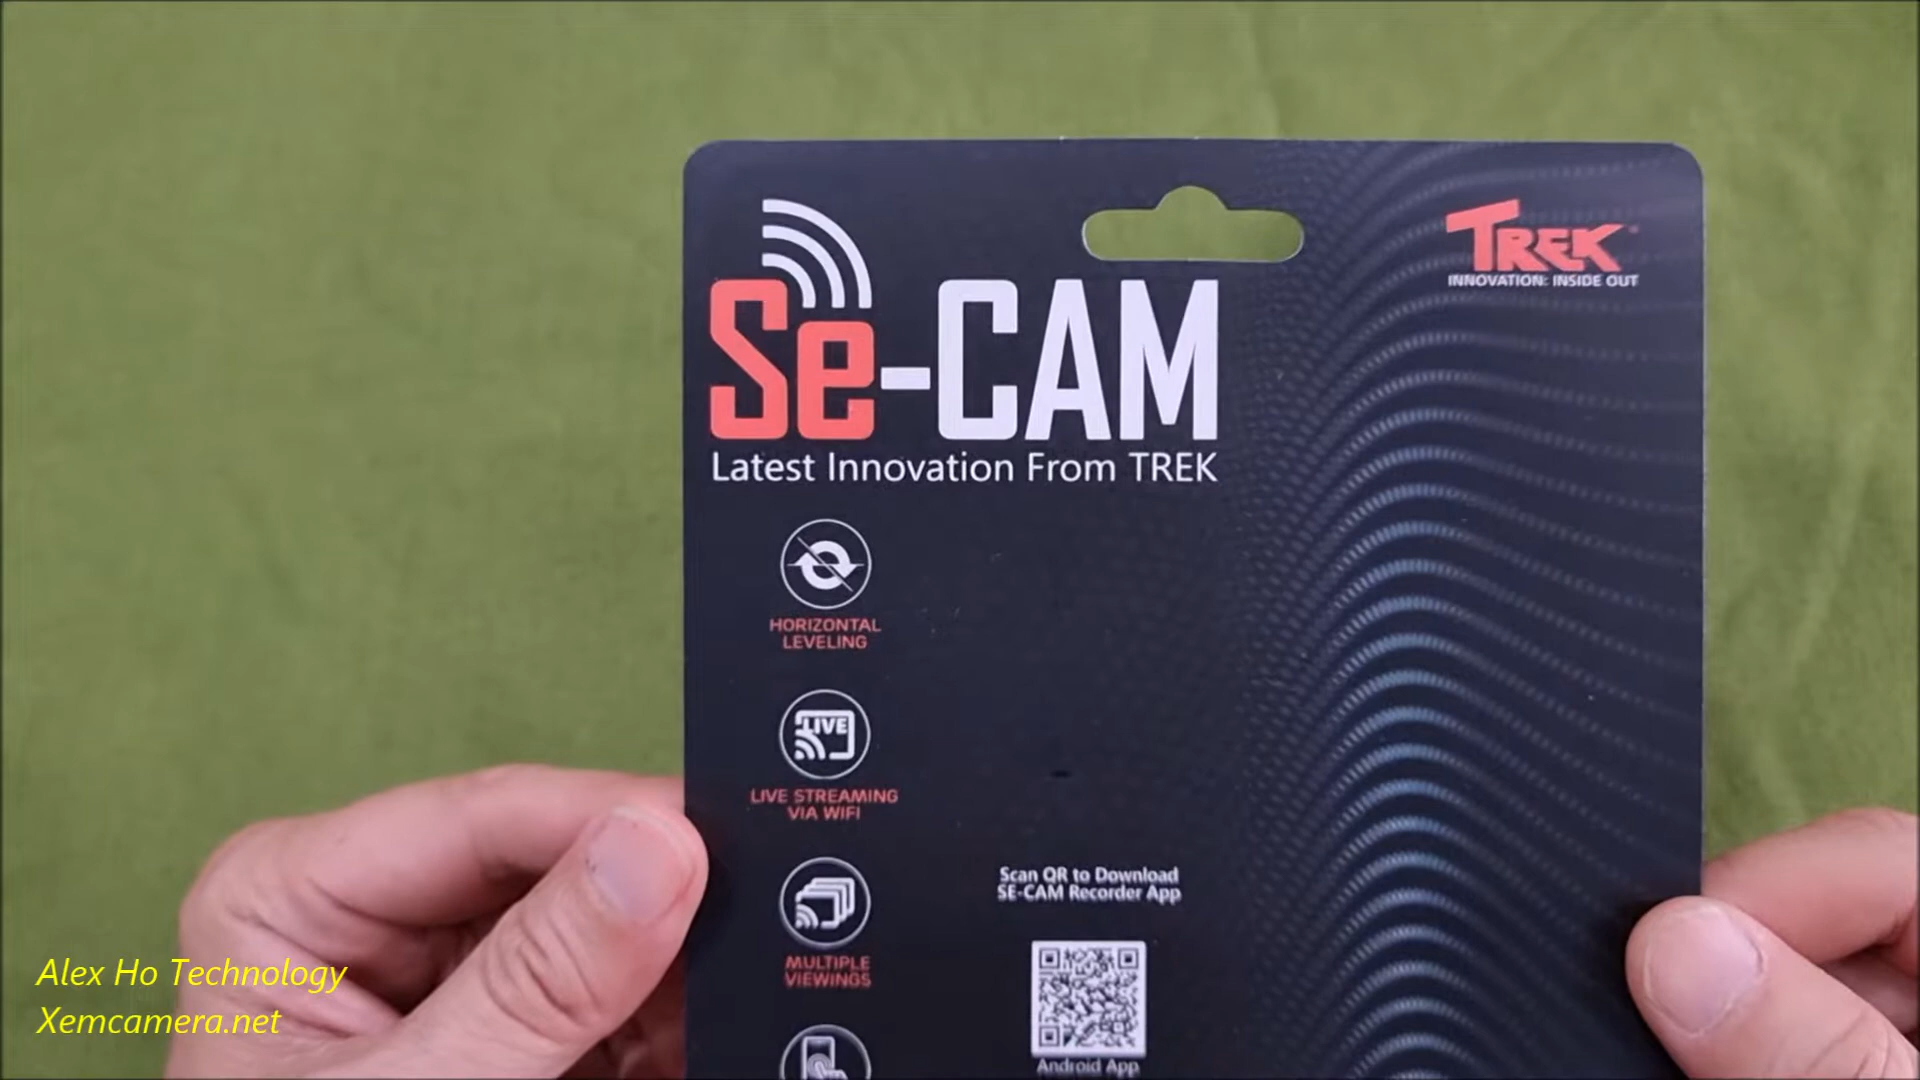 TREK
INNOVATION: INSIDE OUT
Se-CAM
Latest Innovation From TREK
HORIZONTAL
LEVELING
LIVE
LIVE STREAMING
VIA WIFI
Scan QR to Download
SE-CAM Recorder App
MULTIPLE
VIEWINGS
Android App
Alex Ho Technology
Xemcamera.net